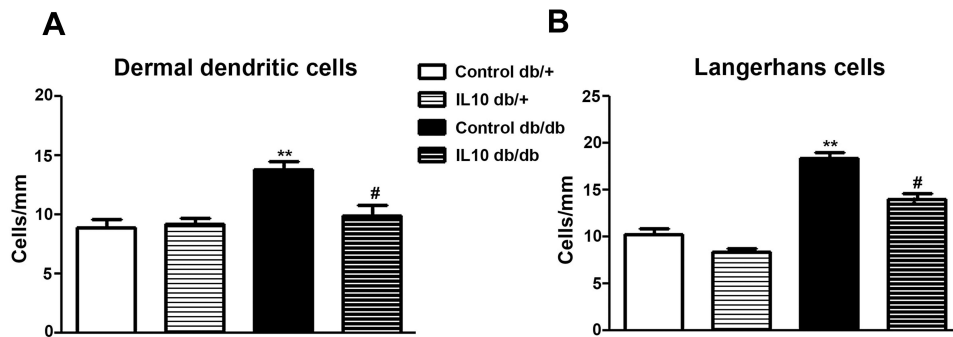 A
Dermal dendritic cells
20
15
10
5
0
Cells/mm
**
#
Control db/+
IL10 db/+
Control db/db
IL10 db/db
B
Langerhans cells
25
20
15
10
5
0
Cells/mm
**
#